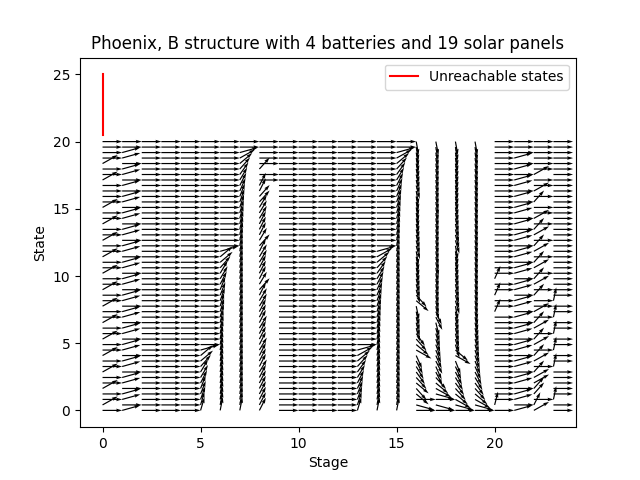 Phoenix, B structure with 4 batteries and 19 solar panels
Unreachable states
25
20
15
10
5
0
State
0 5 10 15 20
Stage